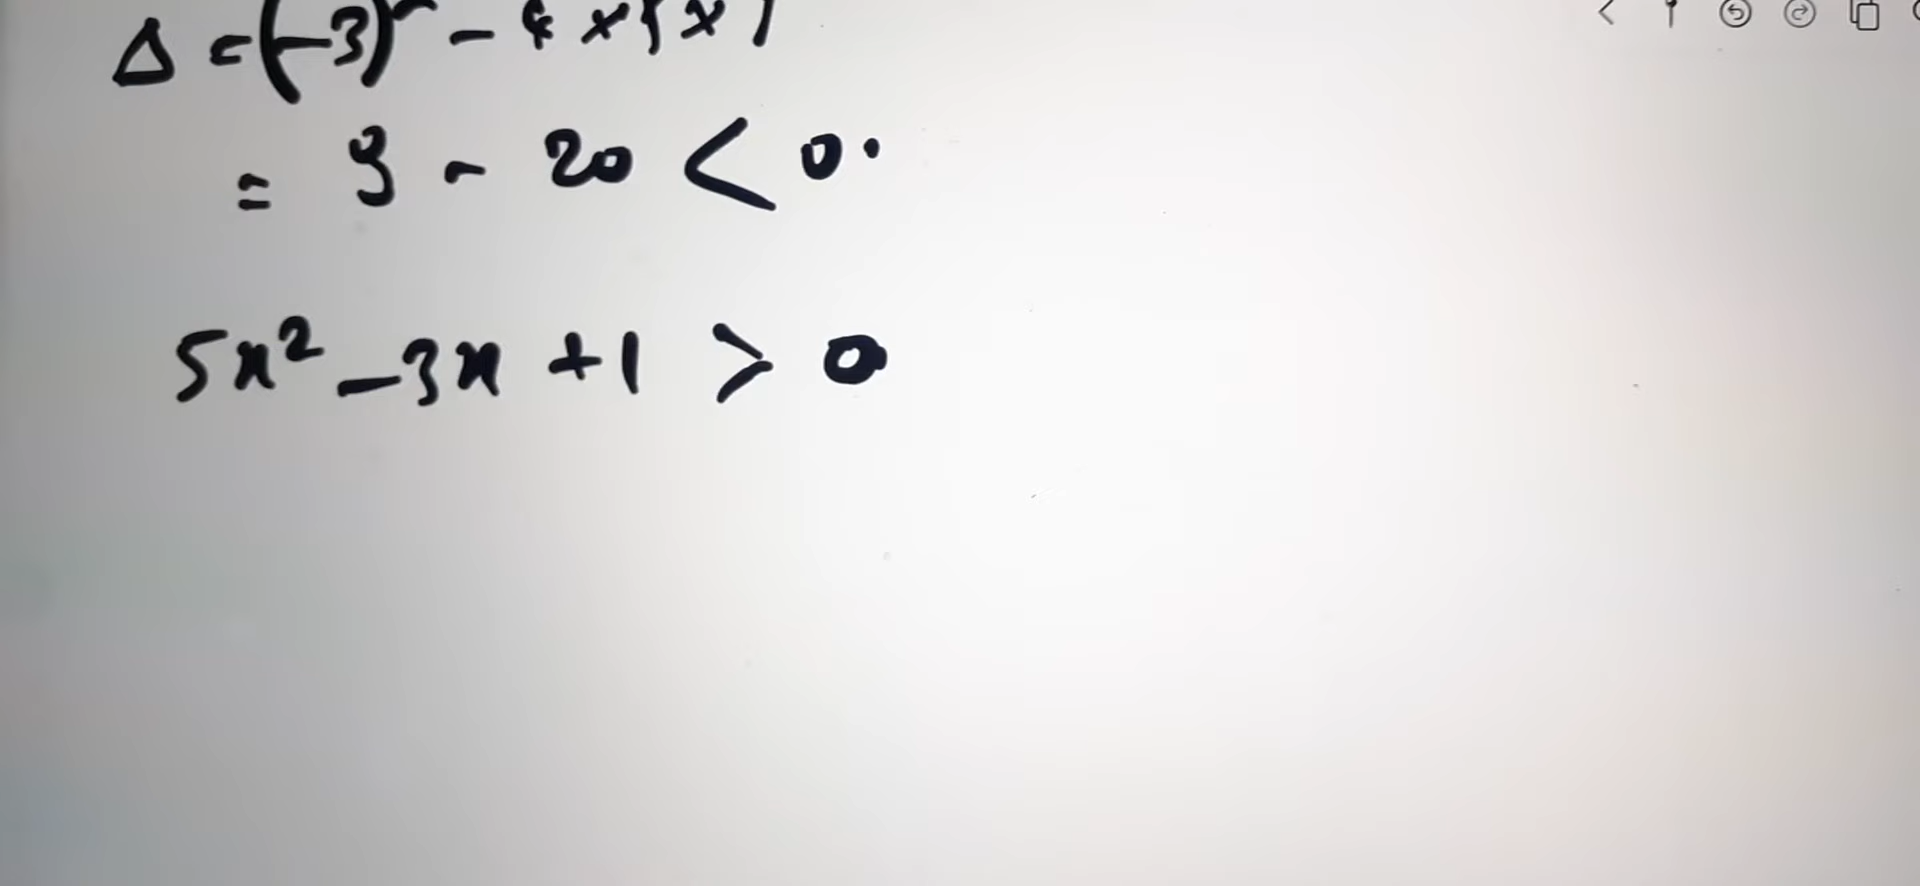 Δ = (-3)² - 4 × 5 × 1
= 9 - 20 < 0.
5x² - 3x + 1 > 0